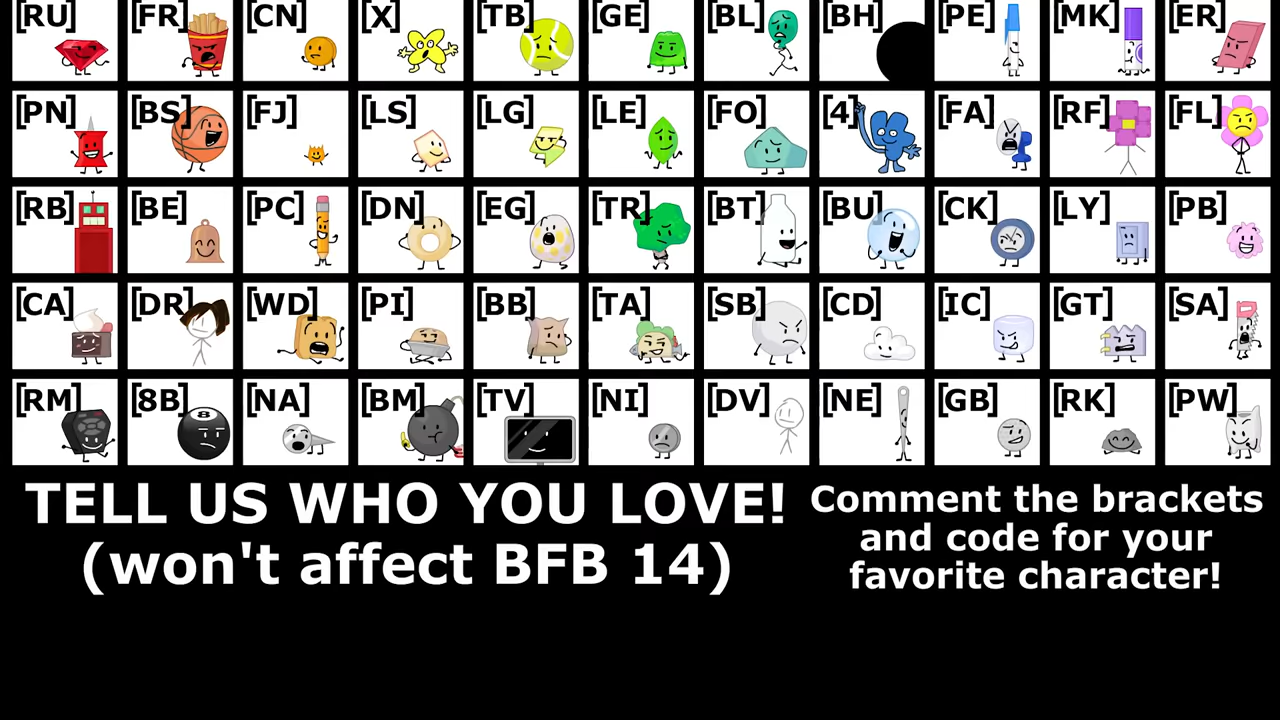 [RU] [FR] [CN] [X] [TB] [GE] [BL] [BH] [PE] [MK] [ER]
[PN] [BS] [FJ] [LS] [LG] [LE] [FO] [4] [FA] [RF] [FL]
[RB] [BE] [PC] [DN] [EG] [TR] [BT] [BU] [CK] [LY] [PB]
[CA] [DR] [WD] [PI] [BB] [TA] [SB] [CD] [IC] [GT] [SA]
[RM] [8B] 8 [NA] [BM] [TV] [NI] [DV] [NE] [GB] [RK] [PW]
TELL US WHO YOU LOVE!
(won't affect BFB 14)
Comment the brackets
and code for your
favorite character!